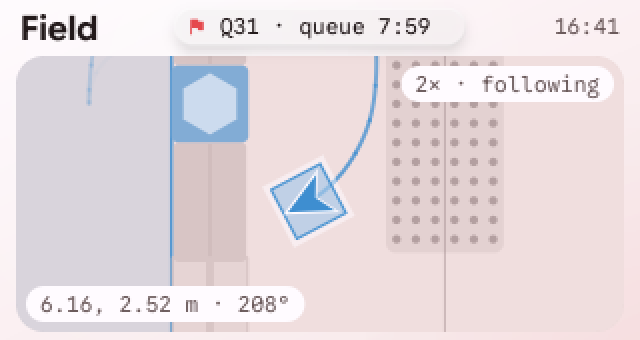 Field
Q31 · queue 7:59
16:41
2× · following
6.16, 2.52 m · 208°